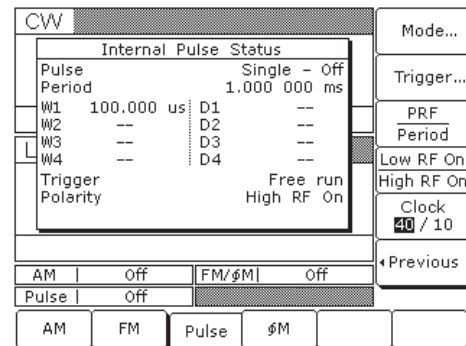 CW
Internal Pulse Status
Pulse Single – Off
Period 1.000 000 ms
W1 100.000 us D1 --
W2 -- D2 --
W3 -- D3 --
W4 -- D4 --
Trigger Free run
Polarity High RF On
L
AM Off FM/ϕM Off
Pulse Off
AM FM Pulse ϕM
Mode...
Trigger...
PRF
Period
Low RF On
High RF On
Clock
40 / 10
◂Previous